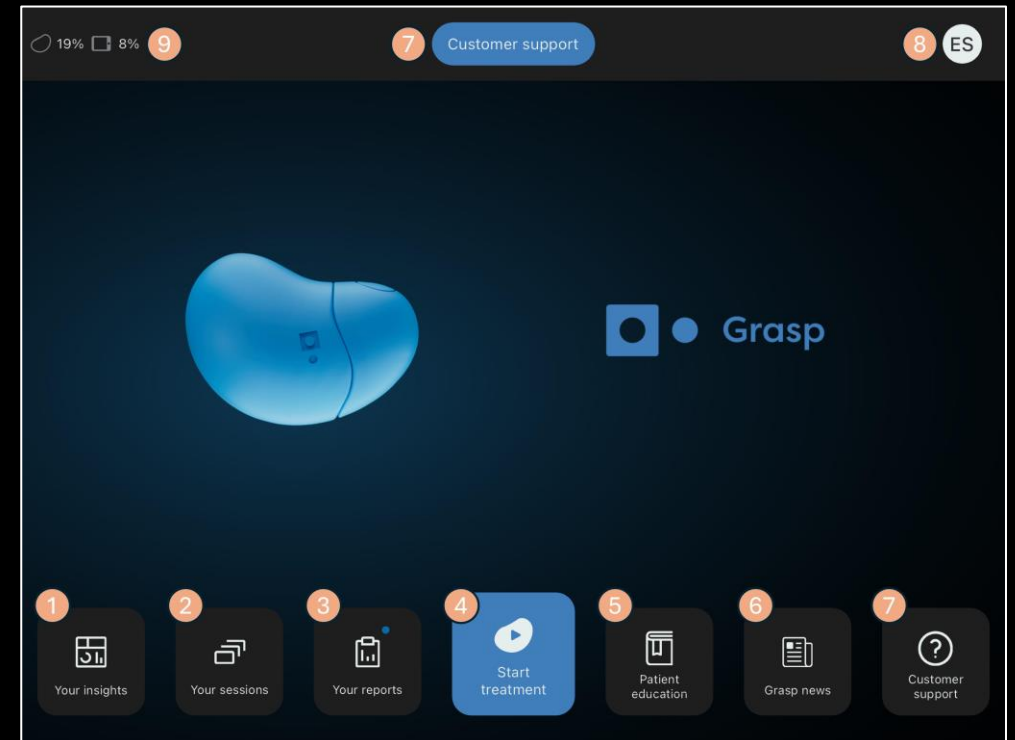 19% 8% 9
7 Customer support
8 ES
Grasp
1 2 3 4 5 6 7
Your insights
Your sessions
Your reports
Start
treatment
Patient
education
Grasp news
Customer
support